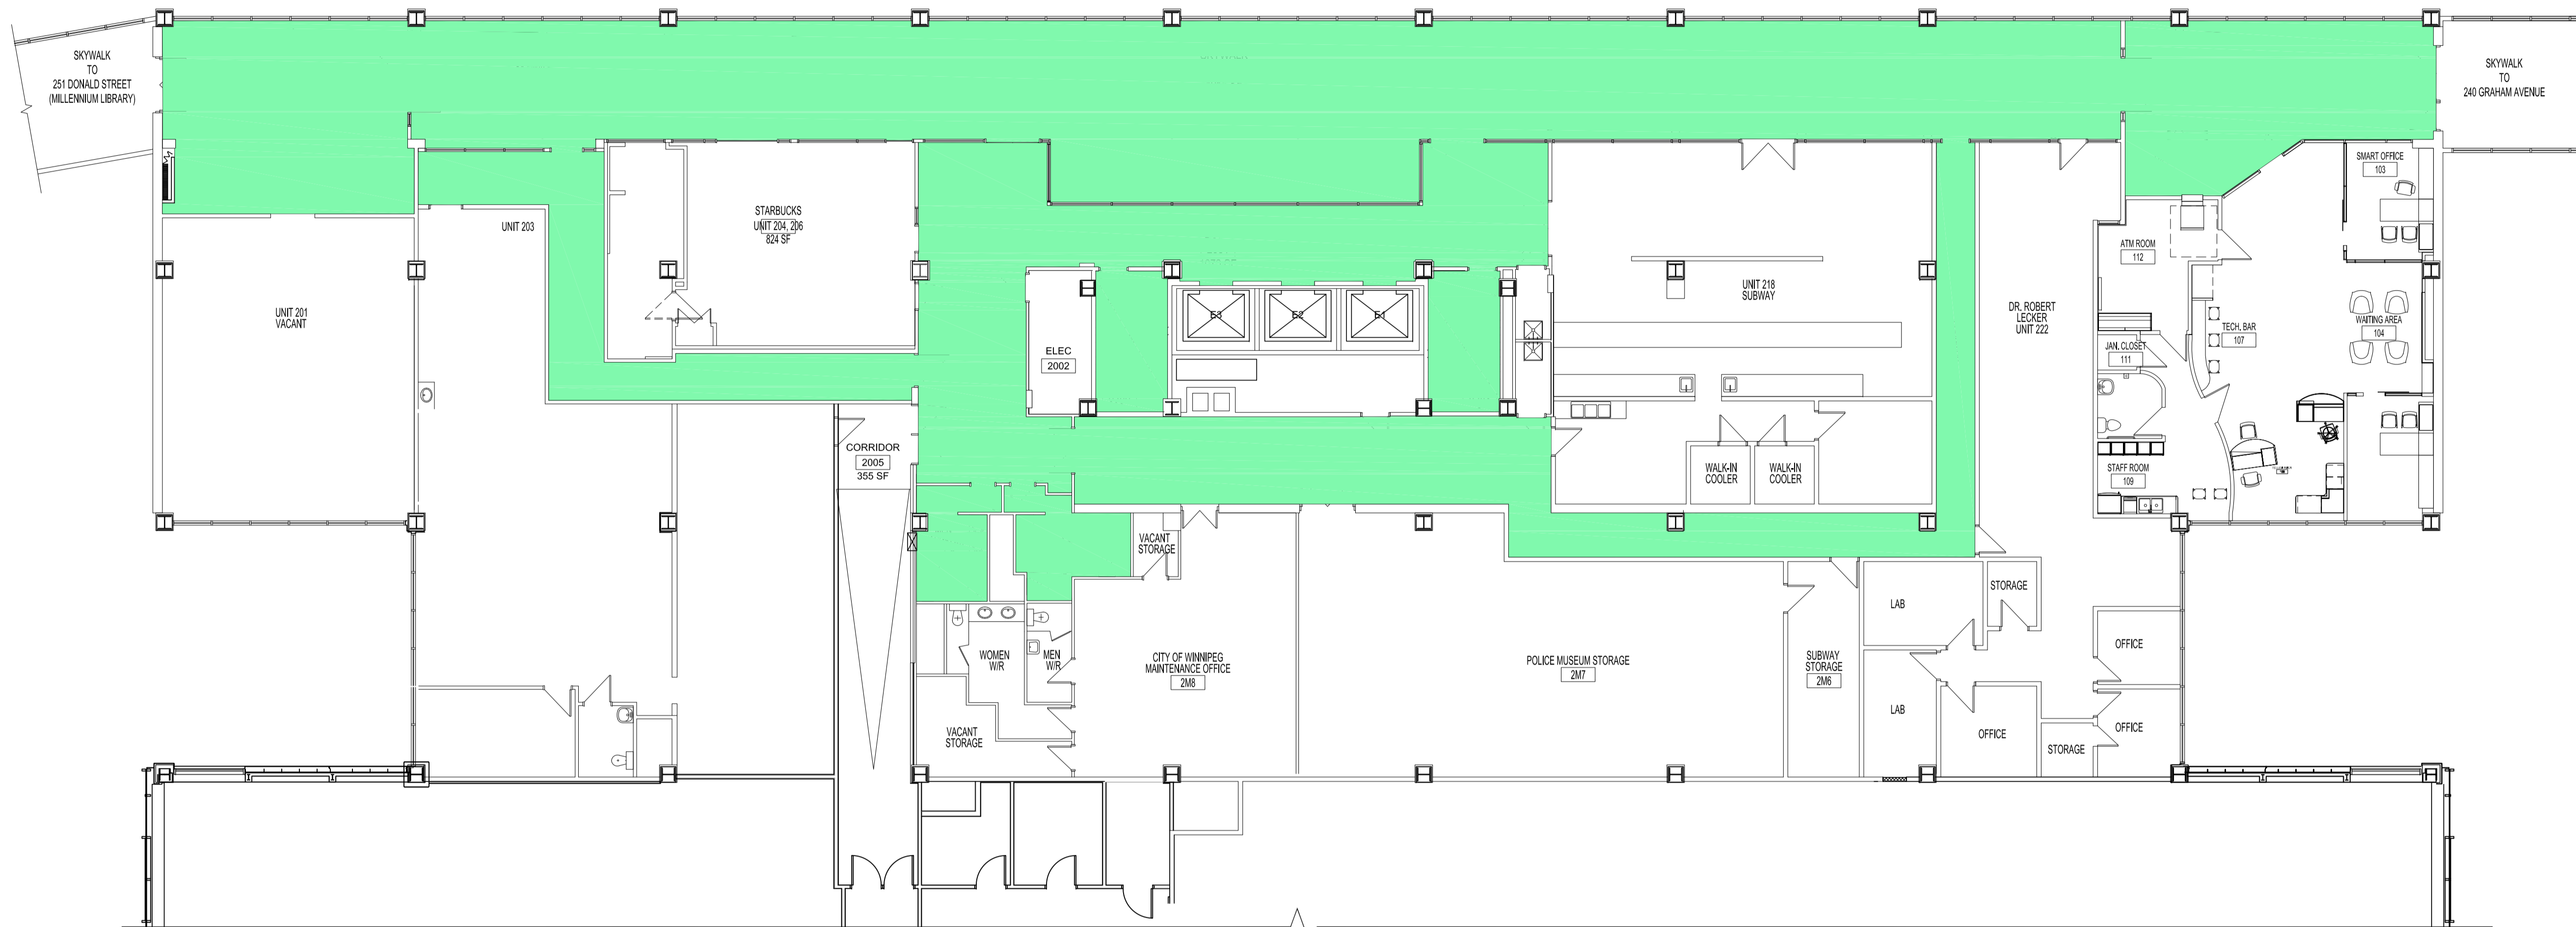 SKYWALK
TO
251 DONALD STREET
(MILLENNIUM LIBRARY)
SKYWALK
TO
240 GRAHAM AVENUE
SMART OFFICE
103
STARBUCKS
UNIT 204, 206
824 SF
UNIT 203
ATM ROOM
112
UNIT 218
SUBWAY
UNIT 201
VACANT
E3
E2
E1
DR. ROBERT
LECKER
UNIT 222
TECH. BAR
107
WAITING AREA
104
JAN. CLOSET
111
ELEC
2002
CORRIDOR
2005
355 SF
WALK-IN
COOLER
WALK-IN
COOLER
STAFF ROOM
109
VACANT
STORAGE
STORAGE
LAB
OFFICE
WOMEN
W/R
MEN
W/R
CITY OF WINNIPEG
MAINTENANCE OFFICE
2M8
POLICE MUSEUM STORAGE
2M7
SUBWAY
STORAGE
2M6
LAB
OFFICE
OFFICE
STORAGE
VACANT
STORAGE